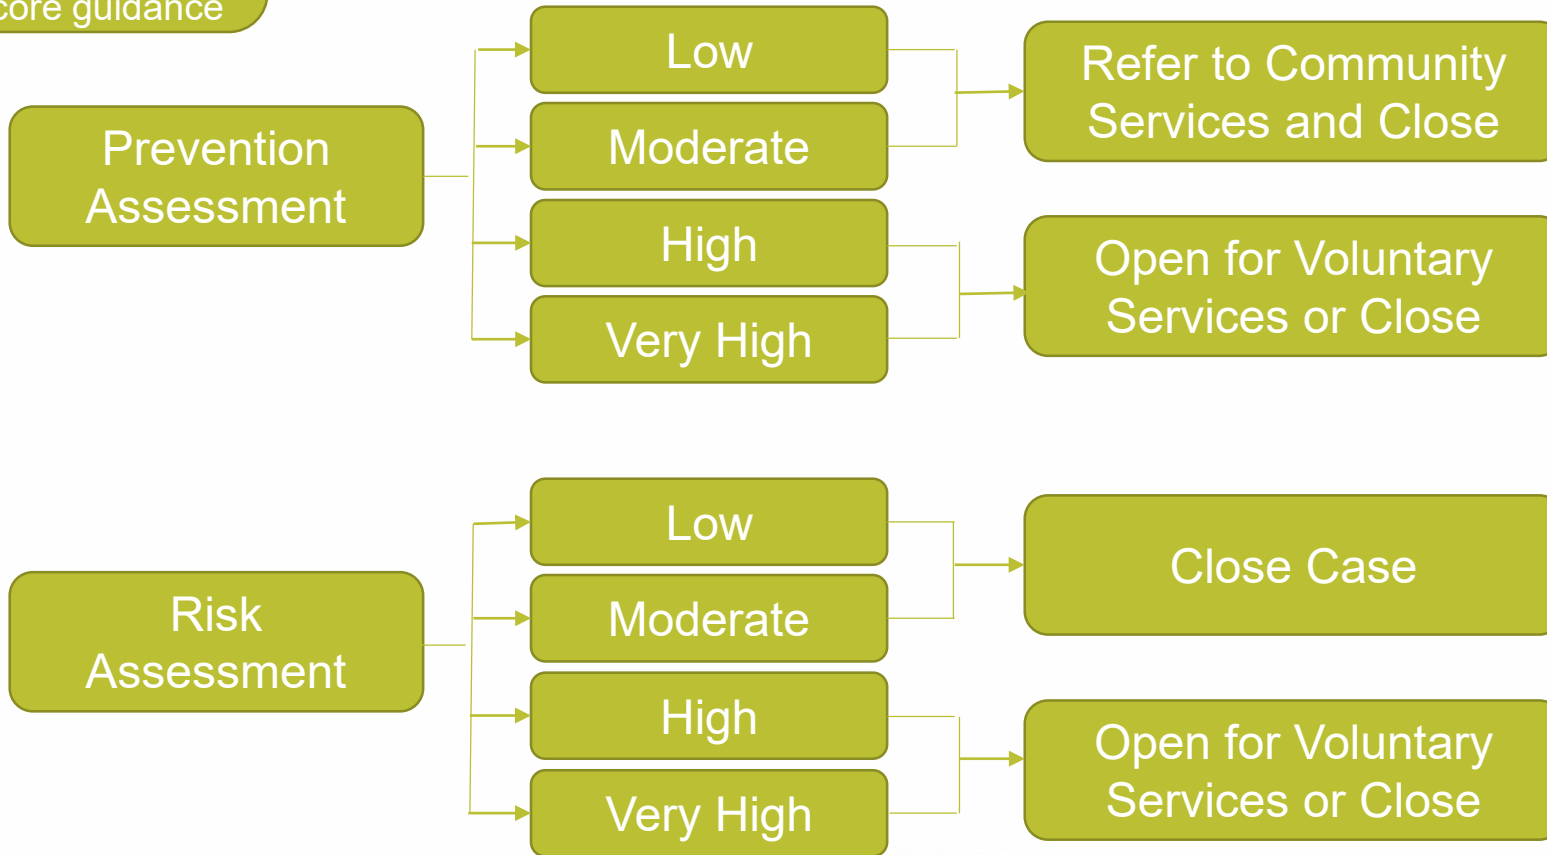 core guidance
Prevention
Assessment
Low
Moderate
High
Very High
Refer to Community
Services and Close
Open for Voluntary
Services or Close
Risk
Assessment
Low
Moderate
High
Very High
Close Case
Open for Voluntary
Services or Close